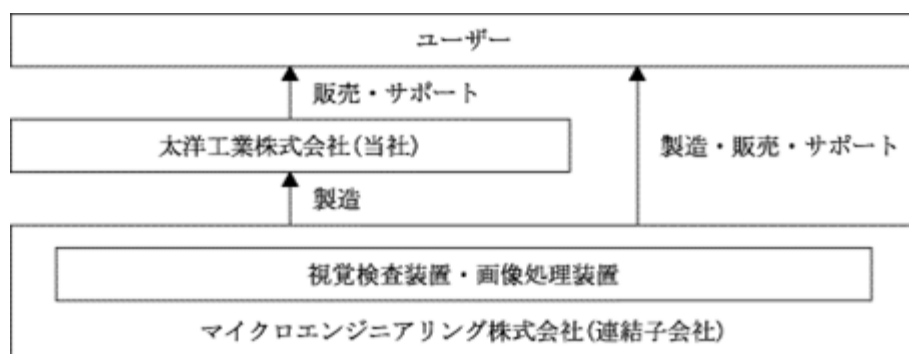 ユーザー
販売・サポート
太洋工業株式会社(当社)
製造・販売・サポート
製造
視覚検査装置・画像処理装置
マイクロエンジニアリング株式会社(連結子会社)